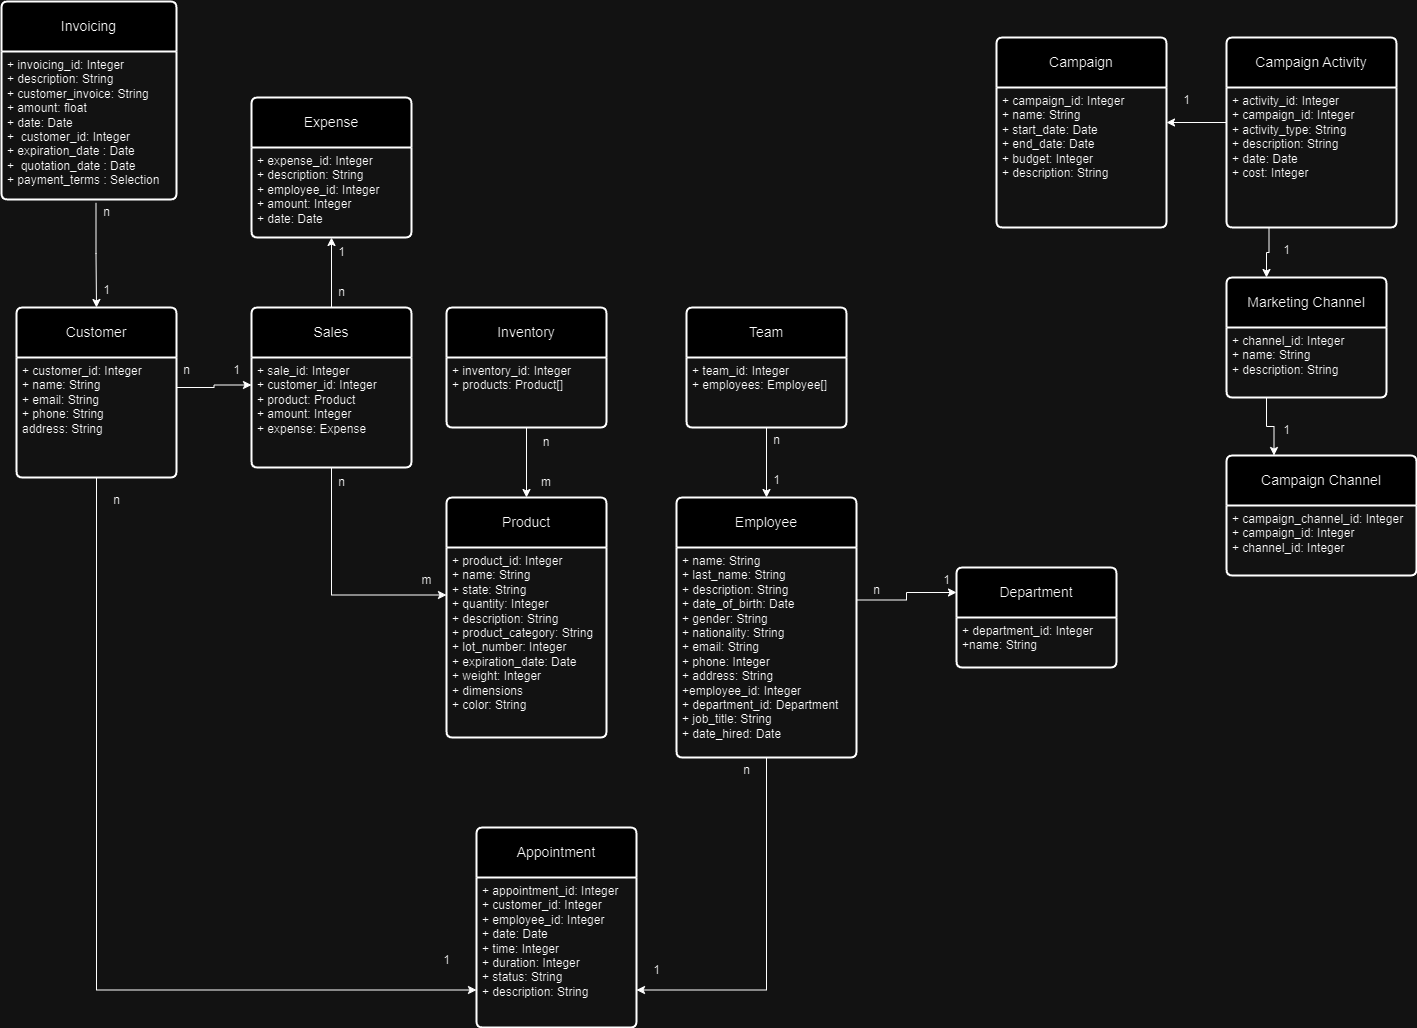 Invoicing
+ invoicing_id: Integer
+ description: String
+ customer_invoice: String
+ amount: float
+ date: Date
+ customer_id: Integer
+ expiration_date : Date
+ quotation_date : Date
+ payment_terms : Selection
n
1
Expense
+ expense_id: Integer
+ description: String
+ employee_id: Integer
+ amount: Integer
+ date: Date
1
n
Customer
+ customer_id: Integer
+ name: String
+ email: String
+ phone: String
address: String
n
1
n
Sales
+ sale_id: Integer
+ customer_id: Integer
+ product: Product
+ amount: Integer
+ expense: Expense
n
m
Inventory
+ inventory_id: Integer
+ products: Product[]
n
m
Product
+ product_id: Integer
+ name: String
+ state: String
+ quantity: Integer
+ description: String
+ product_category: String
+ lot_number: Integer
+ expiration_date: Date
+ weight: Integer
+ dimensions
+ color: String
Team
+ team_id: Integer
+ employees: Employee[]
n
1
Employee
+ name: String
+ last_name: String
+ description: String
+ date_of_birth: Date
+ gender: String
+ nationality: String
+ email: String
+ phone: Integer
+ address: String
+employee_id: Integer
+ department_id: Department
+ job_title: String
+ date_hired: Date
n
1
n
Department
+ department_id: Integer
+name: String
Appointment
+ appointment_id: Integer
+ customer_id: Integer
+ employee_id: Integer
+ date: Date
+ time: Integer
+ duration: Integer
+ status: String
+ description: String
1
1
Campaign
+ campaign_id: Integer
+ name: String
+ start_date: Date
+ end_date: Date
+ budget: Integer
+ description: String
1
Campaign Activity
+ activity_id: Integer
+ campaign_id: Integer
+ activity_type: String
+ description: String
+ date: Date
+ cost: Integer
1
Marketing Channel
+ channel_id: Integer
+ name: String
+ description: String
1
Campaign Channel
+ campaign_channel_id: Integer
+ campaign_id: Integer
+ channel_id: Integer